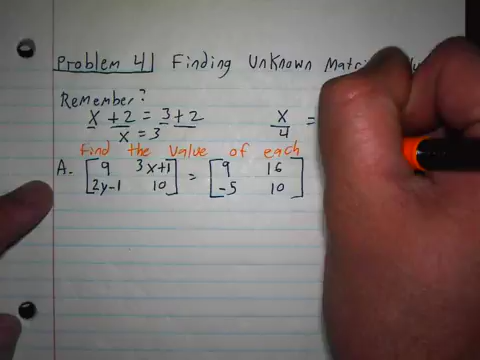 Problem 4 Finding Unknown Matrix
Remember?
x + 2 = 3 + 2 x/4 =
x = 3
Find the value of each
A. [9 3x+1] = [9 16]
[2y-1 10] [-5 10]